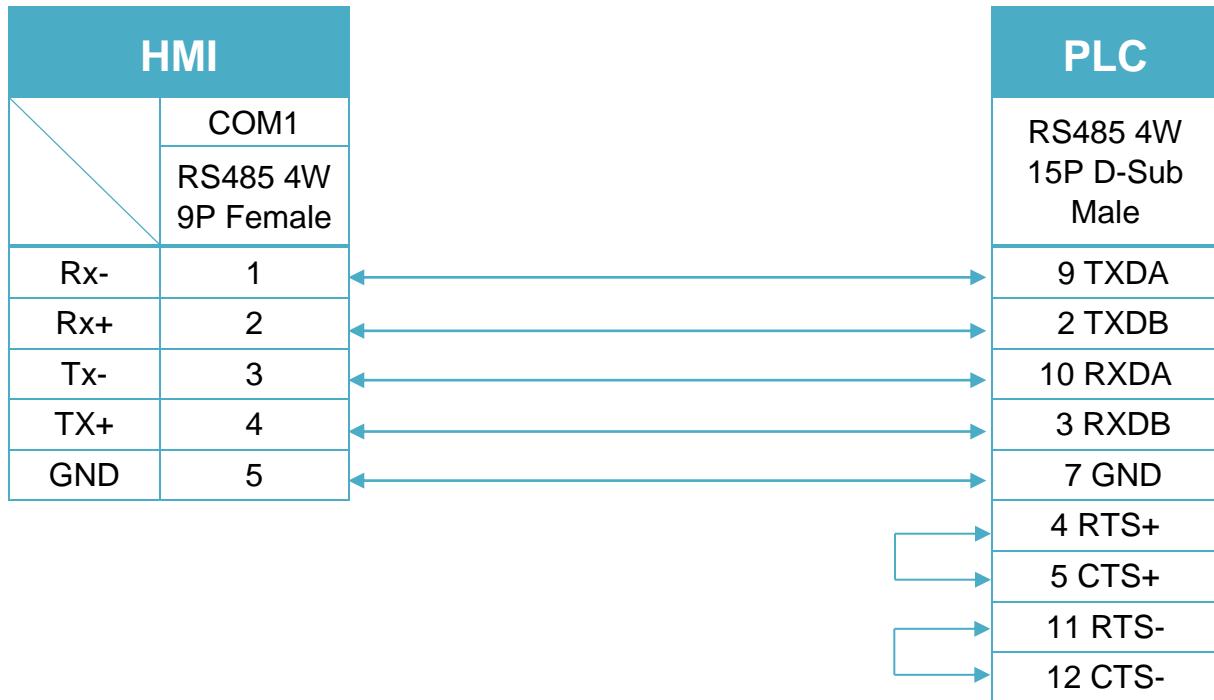 HMI
PLC
COM1
RS485 4W
9P Female
RS485 4W
15P D-Sub
Male
Rx- 1 9 TXDA
Rx+ 2 2 TXDB
Tx- 3 10 RXDA
TX+ 4 3 RXDB
GND 5 7 GND
4 RTS+
5 CTS+
11 RTS-
12 CTS-